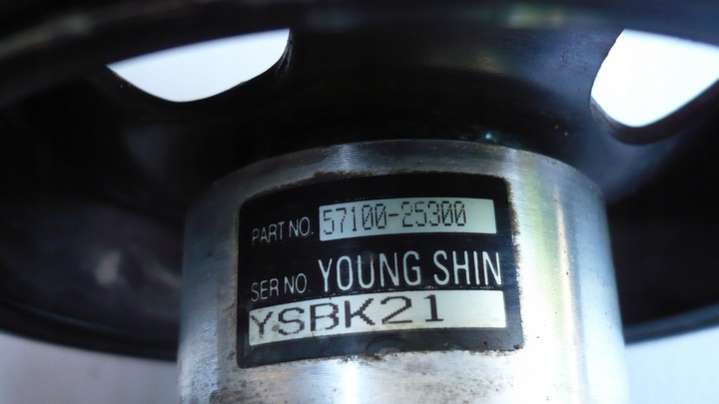 PART NO. 57100-25300
SER NO. YOUNG SHIN
YSBK21